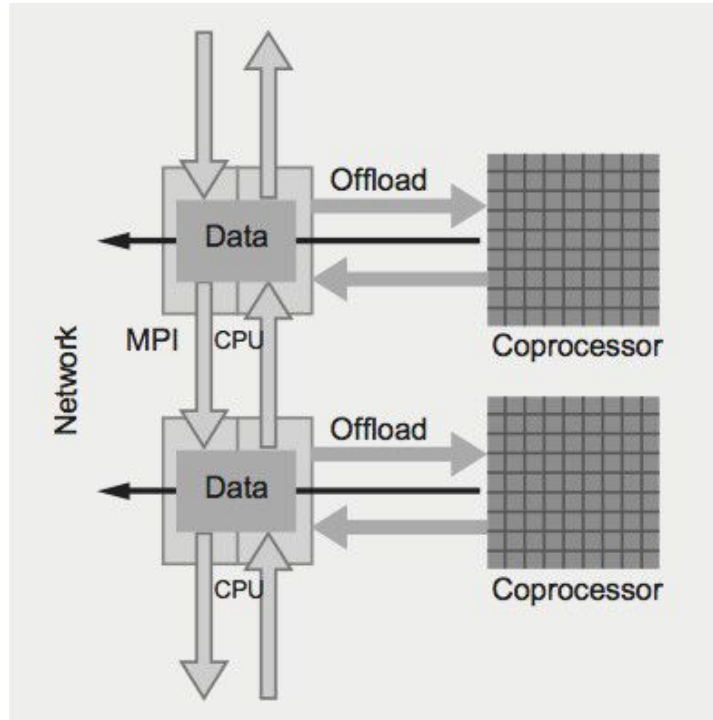 Offload
Data
Coprocessor
MPI
CPU
Network
Offload
Data
Coprocessor
CPU